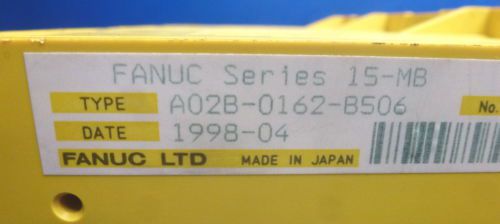 FANUC Series 15-MB
TYPE A02B-0162-B506 No.
DATE 1998-04
FANUC LTD MADE IN JAPAN